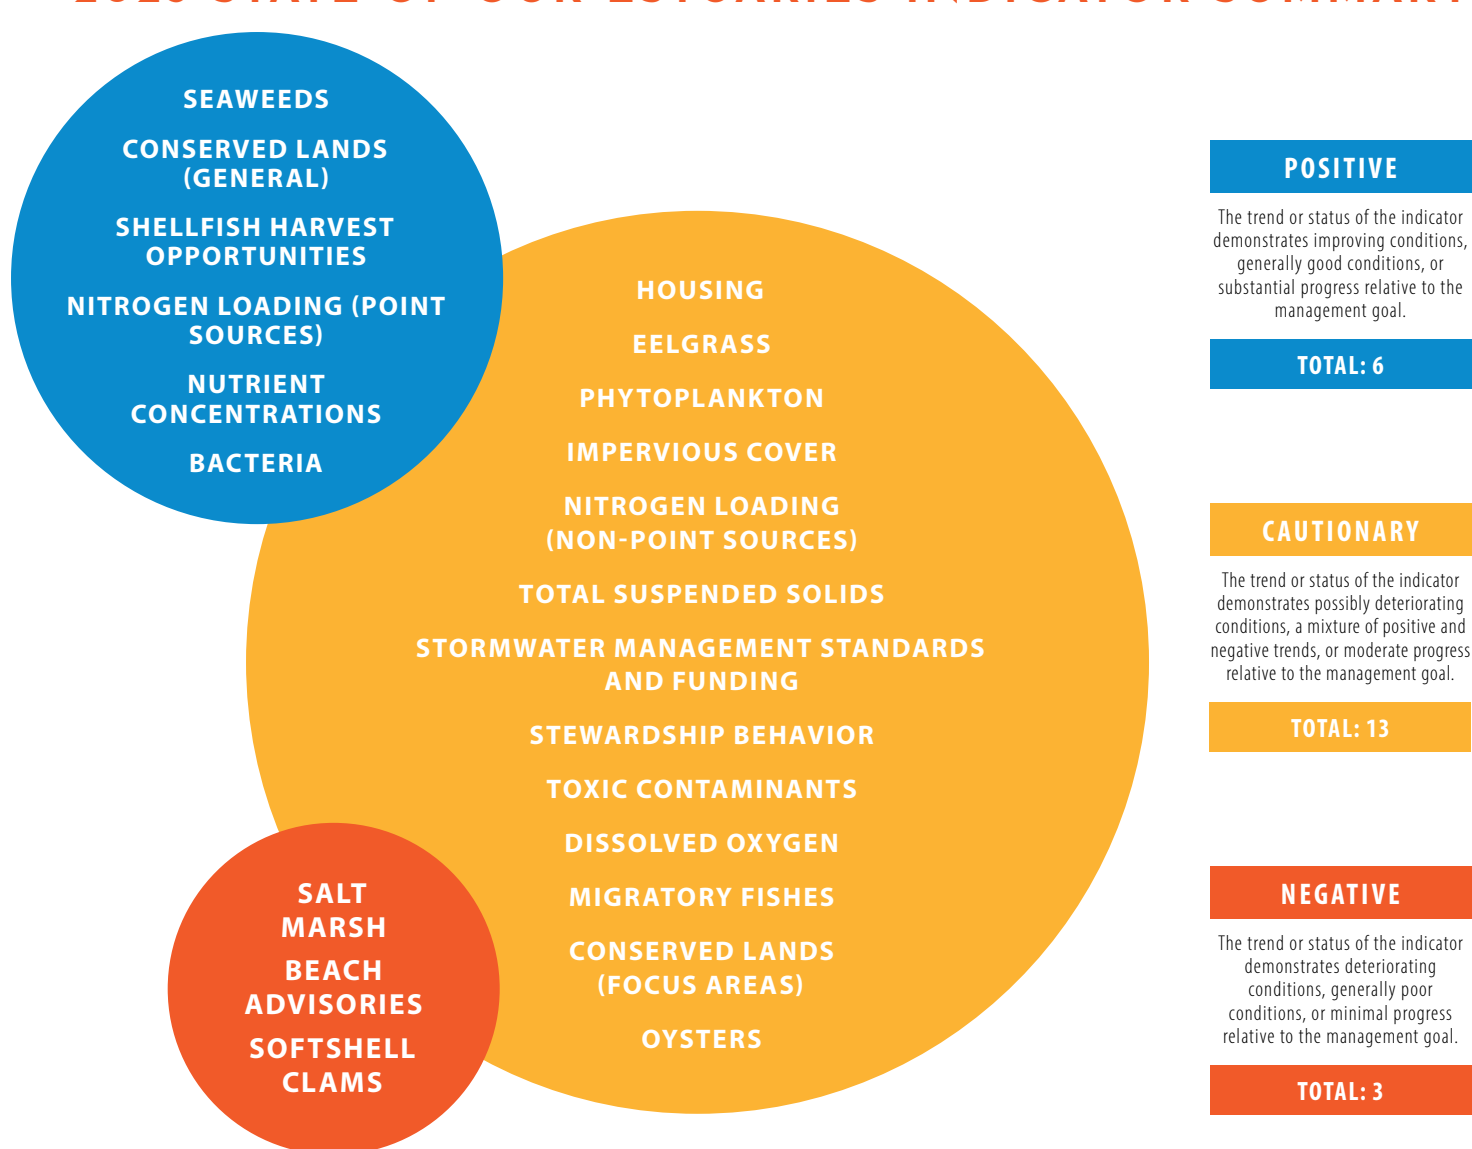 STATE OF OUR ESTUARIES INDICATOR SUMMARY
SEAWEEDS
CONSERVED LANDS
(GENERAL)
SHELLFISH HARVEST
OPPORTUNITIES
NITROGEN LOADING (POINT
SOURCES)
NUTRIENT
CONCENTRATIONS
BACTERIA
HOUSING
EELGRASS
PHYTOPLANKTON
IMPERVIOUS COVER
NITROGEN LOADING
(NON-POINT SOURCES)
TOTAL SUSPENDED SOLIDS
STORMWATER MANAGEMENT STANDARDS
AND FUNDING
STEWARDSHIP BEHAVIOR
TOXIC CONTAMINANTS
DISSOLVED OXYGEN
MIGRATORY FISHES
CONSERVED LANDS
(FOCUS AREAS)
OYSTERS
SALT
MARSH
BEACH
ADVISORIES
SOFTSHELL
CLAMS
POSITIVE
The trend or status of the indicator
demonstrates improving conditions,
generally good conditions, or
substantial progress relative to the
management goal.
TOTAL: 6
CAUTIONARY
The trend or status of the indicator
demonstrates possibly deteriorating
conditions, a mixture of positive and
negative trends, or moderate progress
relative to the management goal.
TOTAL: 13
NEGATIVE
The trend or status of the indicator
demonstrates deteriorating
conditions, generally poor
conditions, or minimal progress
relative to the management goal.
TOTAL: 3